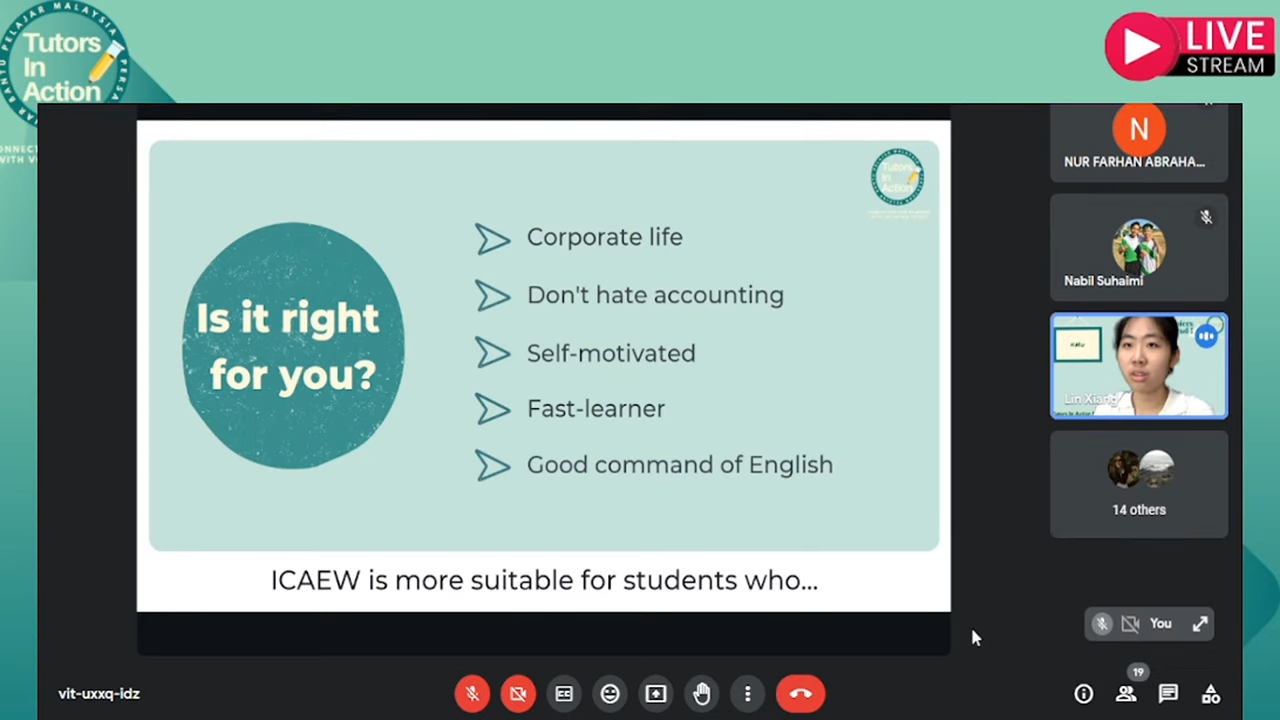 PELAJAR MALAYSIA
Tutors
In
Action
LIVE
STREAM
Is it right
for you?
Corporate life
Don't hate accounting
Self-motivated
Fast-learner
Good command of English
ICAEW is more suitable for students who...
N
NUR FARHAN ABRAHA...
Nabil Suhaimi
Lin Xiang
14 others
You
vit-uxxq-idz
19